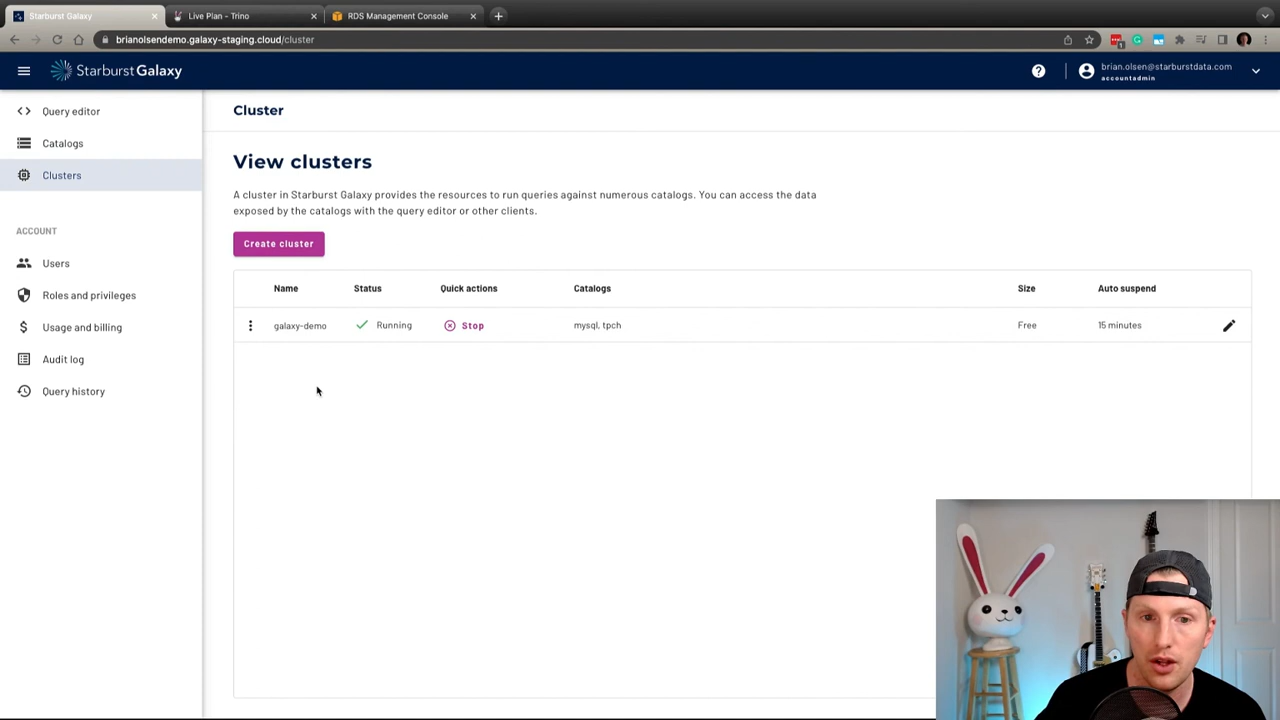 Starburst Galaxy
Live Plan - Trino
RDS Management Console
brianolsendemo.galaxy-staging.cloud/cluster
StarburstGalaxy
?
brian.olsen@starburstdata.com
accountadmin
Query editor
Catalogs
Clusters
ACCOUNT
Users
Roles and privileges
Usage and billing
Audit log
Query history
Cluster
View clusters
A cluster in Starburst Galaxy provides the resources to run queries against numerous catalogs. You can access the data
exposed by the catalogs with the query editor or other clients.
Create cluster
Name Status Quick actions Catalogs Size Auto suspend
galaxy-demo Running Stop mysql, tpch Free 15 minutes